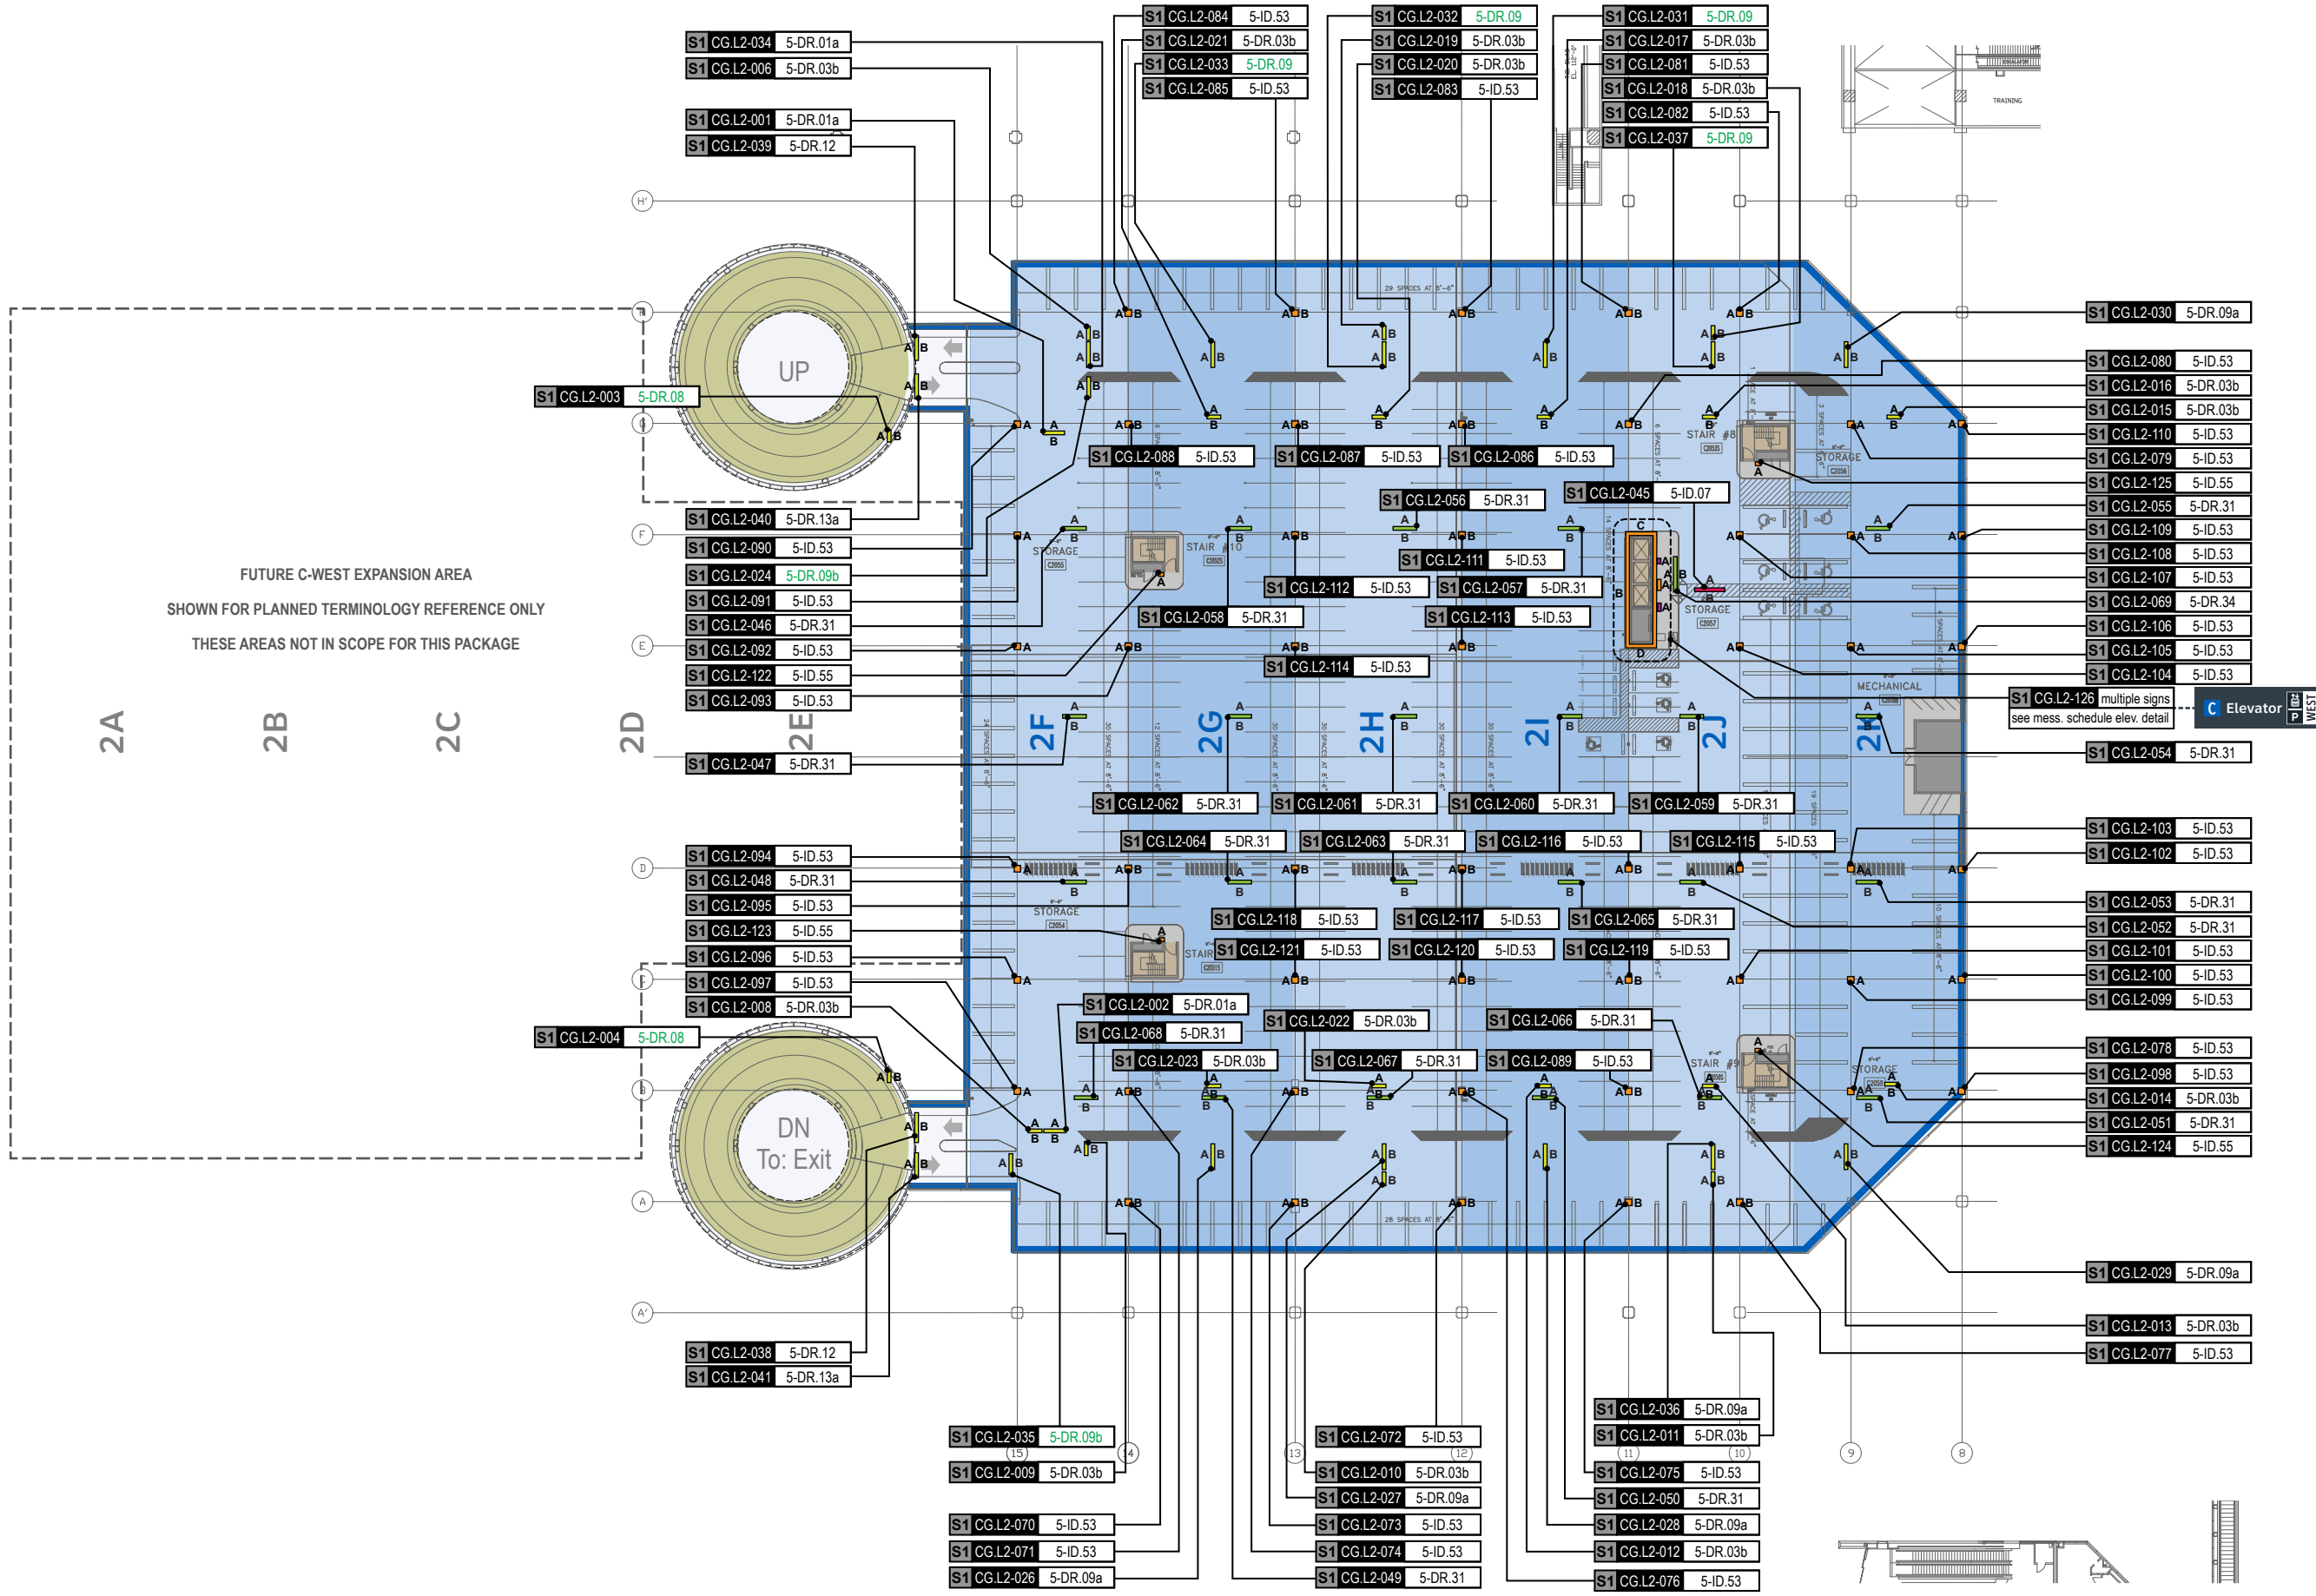 S1 CG.L2-084 5-ID.53
S1 CG.L2-021 5-DR.03b
S1 CG.L2-033 5-DR.09
S1 CG.L2-085 5-ID.53
S1 CG.L2-032 5-DR.09
S1 CG.L2-019 5-DR.03b
S1 CG.L2-020 5-DR.03b
S1 CG.L2-083 5-ID.53
S1 CG.L2-031 5-DR.09
S1 CG.L2-017 5-DR.03b
S1 CG.L2-081 5-ID.53
S1 CG.L2-018 5-DR.03b
S1 CG.L2-082 5-ID.53
S1 CG.L2-037 5-DR.09
S1 CG.L2-034 5-DR.01a
S1 CG.L2-006 5-DR.03b
S1 CG.L2-001 5-DR.01a
S1 CG.L2-039 5-DR.12
TRAINING
H'
29 SPACES AT 8'-6"
UP
S1 CG.L2-003 5-DR.08
G
S1 CG.L2-030 5-DR.09a
S1 CG.L2-080 5-ID.53
S1 CG.L2-016 5-DR.03b
S1 CG.L2-015 5-DR.03b
S1 CG.L2-110 5-ID.53
S1 CG.L2-079 5-ID.53
S1 CG.L2-125 5-ID.55
S1 CG.L2-055 5-DR.31
S1 CG.L2-109 5-ID.53
S1 CG.L2-108 5-ID.53
S1 CG.L2-107 5-ID.53
S1 CG.L2-069 5-DR.34
S1 CG.L2-106 5-ID.53
S1 CG.L2-105 5-ID.53
S1 CG.L2-104 5-ID.53
S1 CG.L2-088 5-ID.53
S1 CG.L2-087 5-ID.53
S1 CG.L2-086 5-ID.53
STAIR #8
STORAGE
S1 CG.L2-056 5-DR.31
S1 CG.L2-045 5-ID.07
S1 CG.L2-040 5-DR.13a
S1 CG.L2-090 5-ID.53
S1 CG.L2-024 5-DR.09b
S1 CG.L2-091 5-ID.53
S1 CG.L2-046 5-DR.31
S1 CG.L2-092 5-ID.53
S1 CG.L2-122 5-ID.55
S1 CG.L2-093 5-ID.53
F
STORAGE
STAIR #10
S1 CG.L2-111 5-ID.53
S1 CG.L2-112 5-ID.53
S1 CG.L2-057 5-DR.31
S1 CG.L2-058 5-DR.31
S1 CG.L2-113 5-ID.53
STORAGE
S1 CG.L2-114 5-ID.53
E
FUTURE C-WEST EXPANSION AREA
SHOWN FOR PLANNED TERMINOLOGY REFERENCE ONLY
THESE AREAS NOT IN SCOPE FOR THIS PACKAGE
MECHANICAL
S1 CG.L2-126 multiple signs
see mess. schedule elev. detail
C Elevator P WEST
2A
2B
2C
2D
2E
2F
2G
2H
2I
2J
S1 CG.L2-054 5-DR.31
S1 CG.L2-047 5-DR.31
S1 CG.L2-062 5-DR.31
S1 CG.L2-061 5-DR.31
S1 CG.L2-060 5-DR.31
S1 CG.L2-059 5-DR.31
S1 CG.L2-064 5-DR.31
S1 CG.L2-063 5-DR.31
S1 CG.L2-116 5-ID.53
S1 CG.L2-115 5-ID.53
S1 CG.L2-103 5-ID.53
S1 CG.L2-102 5-ID.53
D
S1 CG.L2-094 5-ID.53
S1 CG.L2-048 5-DR.31
S1 CG.L2-095 5-ID.53
S1 CG.L2-123 5-ID.55
S1 CG.L2-096 5-ID.53
S1 CG.L2-097 5-ID.53
S1 CG.L2-008 5-DR.03b
S1 CG.L2-004 5-DR.08
STORAGE
S1 CG.L2-118 5-ID.53
S1 CG.L2-117 5-ID.53
S1 CG.L2-065 5-DR.31
S1 CG.L2-121 5-ID.53
S1 CG.L2-120 5-ID.53
S1 CG.L2-119 5-ID.53
S1 CG.L2-053 5-DR.31
S1 CG.L2-052 5-DR.31
S1 CG.L2-101 5-ID.53
S1 CG.L2-100 5-ID.53
S1 CG.L2-099 5-ID.53
S1 CG.L2-002 5-DR.01a
S1 CG.L2-068 5-DR.31
S1 CG.L2-022 5-DR.03b
S1 CG.L2-066 5-DR.31
S1 CG.L2-023 5-DR.03b
S1 CG.L2-067 5-DR.31
S1 CG.L2-089 5-ID.53
STAIR #9
STORAGE
S1 CG.L2-078 5-ID.53
S1 CG.L2-098 5-ID.53
S1 CG.L2-014 5-DR.03b
S1 CG.L2-051 5-DR.31
S1 CG.L2-124 5-ID.55
B
DN
To: Exit
A
28 SPACES AT 8'-6"
A'
S1 CG.L2-029 5-DR.09a
S1 CG.L2-013 5-DR.03b
S1 CG.L2-077 5-ID.53
S1 CG.L2-038 5-DR.12
S1 CG.L2-041 5-DR.13a
S1 CG.L2-035 5-DR.09b
S1 CG.L2-009 5-DR.03b
S1 CG.L2-070 5-ID.53
S1 CG.L2-071 5-ID.53
S1 CG.L2-026 5-DR.09a
S1 CG.L2-072 5-ID.53
S1 CG.L2-010 5-DR.03b
S1 CG.L2-027 5-DR.09a
S1 CG.L2-073 5-ID.53
S1 CG.L2-074 5-ID.53
S1 CG.L2-049 5-DR.31
S1 CG.L2-036 5-DR.09a
S1 CG.L2-011 5-DR.03b
S1 CG.L2-075 5-ID.53
S1 CG.L2-050 5-DR.31
S1 CG.L2-028 5-DR.09a
S1 CG.L2-012 5-DR.03b
S1 CG.L2-076 5-ID.53
15
14
13
12
11
10
9
8